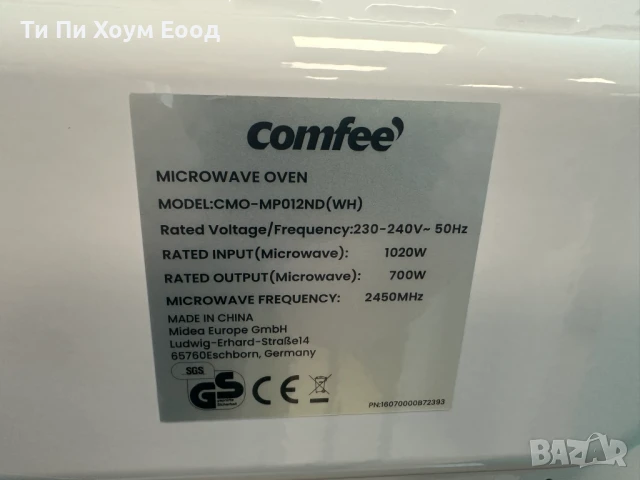 Ти Пи Хоум Еоод
comfee'
MICROWAVE OVEN
MODEL:CMO-MP012ND(WH)
Rated Voltage/Frequency:230-240V~ 50Hz
RATED INPUT(Microwave): 1020W
RATED OUTPUT(Microwave): 700W
MICROWAVE FREQUENCY: 2450MHz
MADE IN CHINA
Midea Europe GmbH
Ludwig-Erhard-Straße14
65760Eschborn, Germany
SGS
GS CE
PN:16070000B72393
BAZAR